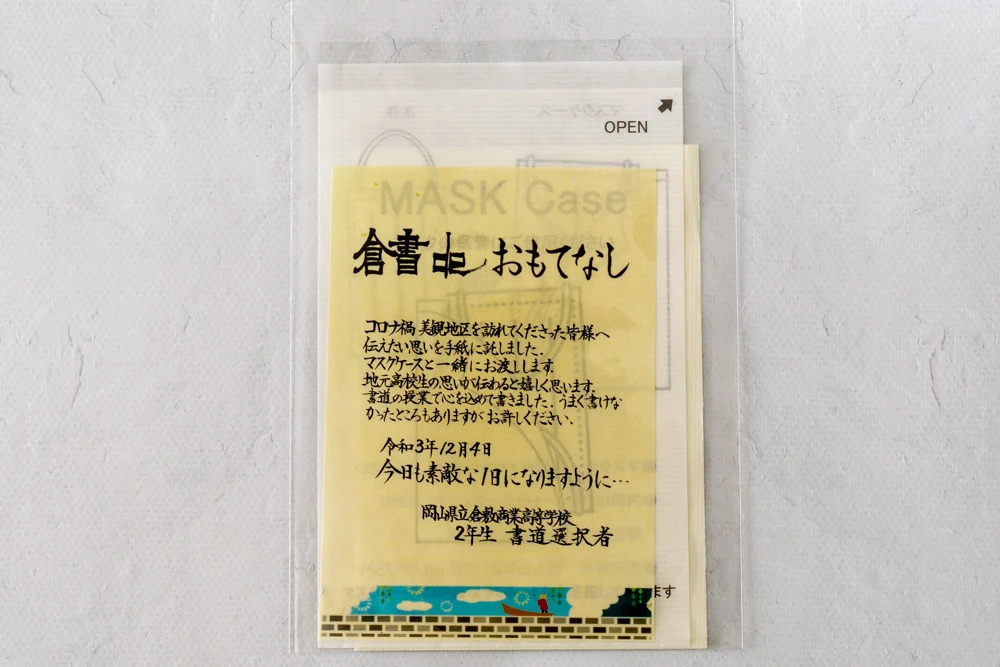 OPEN
MASK Case
倉書 de おもてなし
コロナ禍 美観地区を訪れてくださった皆様へ
伝えたい思いを手紙に託しました。
マスクケースと一緒にお渡しします。
地元高校生の思いが伝わると嬉しく思います。
書道の授業で心を込めて書きました。うまく書けな
かったところもありますがお許しください。
令和3年12月4日
今日も素敵な1日になりますように…
岡山県立倉敷商業高等学校
2年生 書道選択者
ます